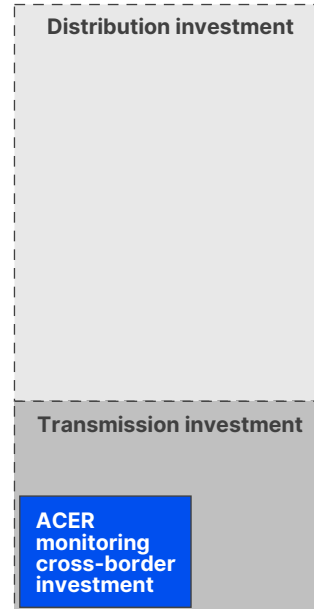 Distribution investment
Transmission investment
ACER
monitoring
cross-border
investment